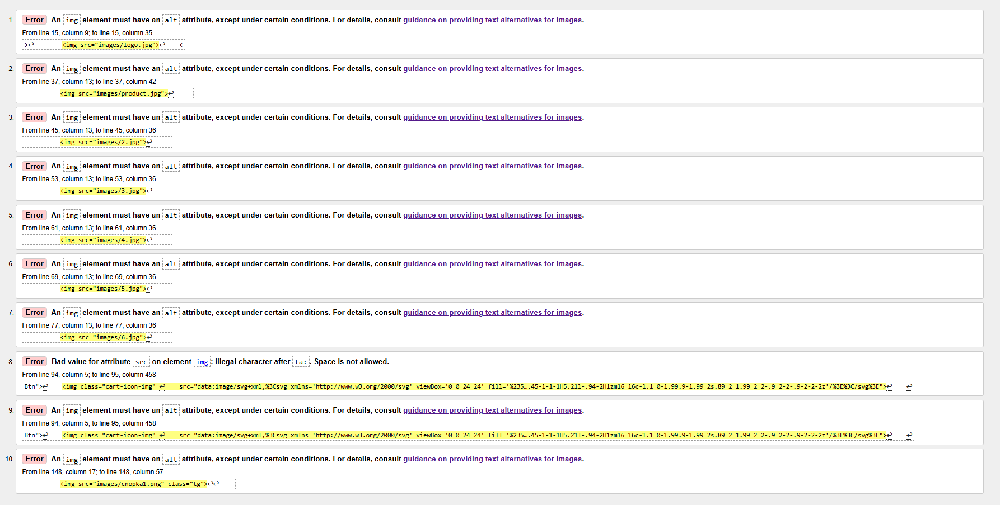 1. Error An img element must have an alt attribute, except under certain conditions. For details, consult guidance on providing text alternatives for images.
From line 15, column 9; to line 15, column 35
>↩ <img src="images/logo.jpg">↩ <
2. Error An img element must have an alt attribute, except under certain conditions. For details, consult guidance on providing text alternatives for images.
From line 37, column 13; to line 37, column 42
<img src="images/product.jpg">↩
3. Error An img element must have an alt attribute, except under certain conditions. For details, consult guidance on providing text alternatives for images.
From line 45, column 13; to line 45, column 36
<img src="images/2.jpg">↩
4. Error An img element must have an alt attribute, except under certain conditions. For details, consult guidance on providing text alternatives for images.
From line 53, column 13; to line 53, column 36
<img src="images/3.jpg">↩
5. Error An img element must have an alt attribute, except under certain conditions. For details, consult guidance on providing text alternatives for images.
From line 61, column 13; to line 61, column 36
<img src="images/4.jpg">↩
6. Error An img element must have an alt attribute, except under certain conditions. For details, consult guidance on providing text alternatives for images.
From line 69, column 13; to line 69, column 36
<img src="images/5.jpg">↩
7. Error An img element must have an alt attribute, except under certain conditions. For details, consult guidance on providing text alternatives for images.
From line 77, column 13; to line 77, column 36
<img src="images/6.jpg">↩
8. Error Bad value for attribute src on element img: Illegal character after ta:. Space is not allowed.
From line 94, column 5; to line 95, column 458
Btn">↩ <img class="cart-icon-img" ↩ src="data:image/svg+xml,%3Csvg xmlns='http://www.w3.org/2000/svg' viewBox='0 0 24 24' fill='%235….45-1-1-1H5.21l-.94-2H1zm16 16c-1.1 0-1.99.9-1.99 2s.89 2 1.99 2 2-.9 2-2-.9-2-2-2z'/%3E%3C/svg%3E">↩ ↩
9. Error An img element must have an alt attribute, except under certain conditions. For details, consult guidance on providing text alternatives for images.
From line 94, column 5; to line 95, column 458
Btn">↩ <img class="cart-icon-img" ↩ src="data:image/svg+xml,%3Csvg xmlns='http://www.w3.org/2000/svg' viewBox='0 0 24 24' fill='%235….45-1-1-1H5.21l-.94-2H1zm16 16c-1.1 0-1.99.9-1.99 2s.89 2 1.99 2 2-.9 2-2-.9-2-2-2z'/%3E%3C/svg%3E">↩ ↩
10. Error An img element must have an alt attribute, except under certain conditions. For details, consult guidance on providing text alternatives for images.
From line 148, column 17; to line 148, column 57
<img src="images/cnopka1.png" class="tg">↩↩